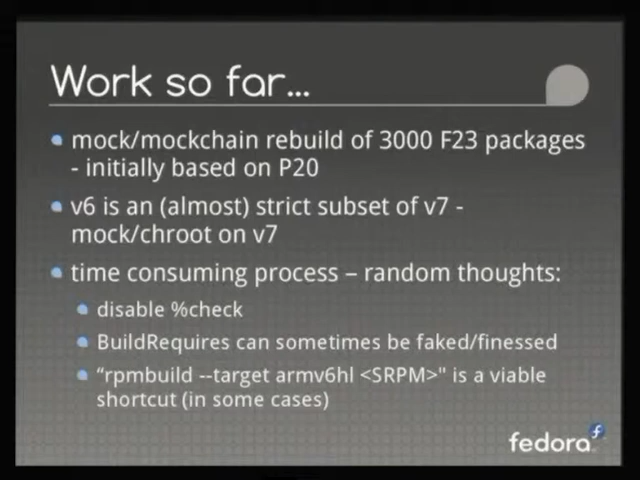 Work so far...
mock/mockchain rebuild of 3000 F23 packages
- initially based on P20
v6 is an (almost) strict subset of v7 -
mock/chroot on v7
time consuming process – random thoughts:
disable %check
BuildRequires can sometimes be faked/finessed
“rpmbuild --target armv6hl <SRPM>" is a viable
shortcut (in some cases)
fedora